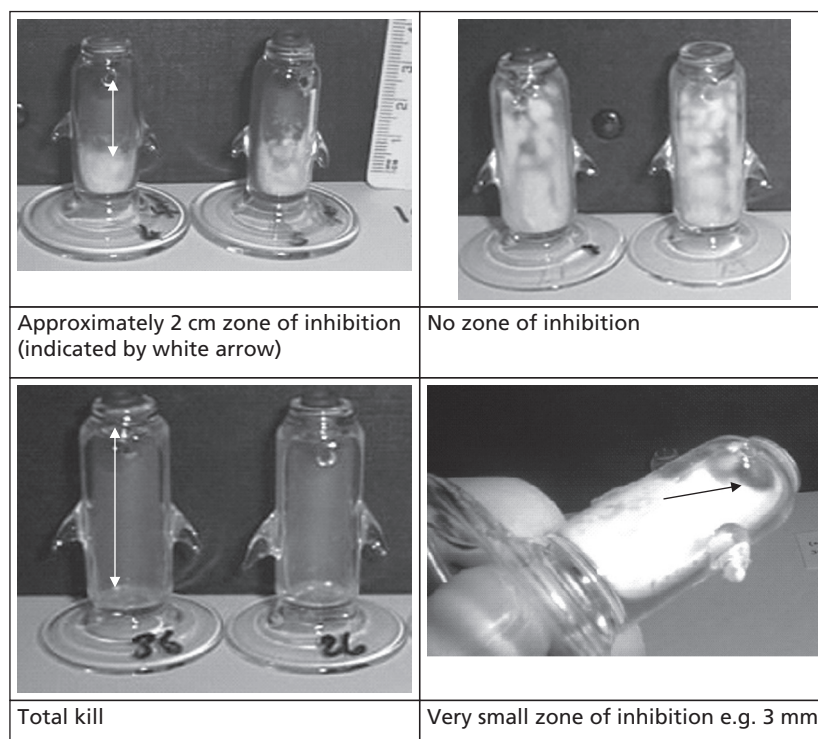 Approximately 2 cm zone of inhibition
(indicated by white arrow)
No zone of inhibition
36
26
Total kill
Very small zone of inhibition e.g. 3 mm